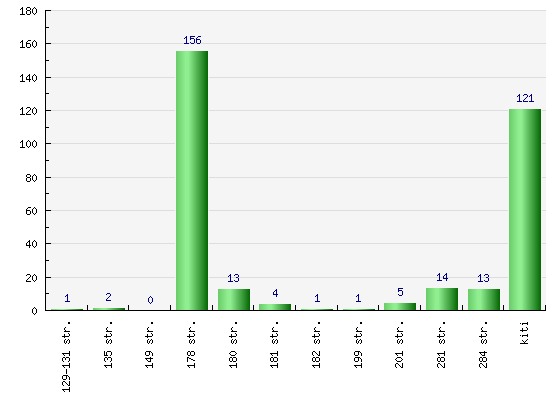 180
160
156
140
120
121
100
80
60
40
20
0
1
2
0
13
4
1
1
5
14
13
129-131 str.
135 str.
149 str.
178 str.
180 str.
181 str.
182 str.
199 str.
201 str.
281 str.
284 str.
kiti